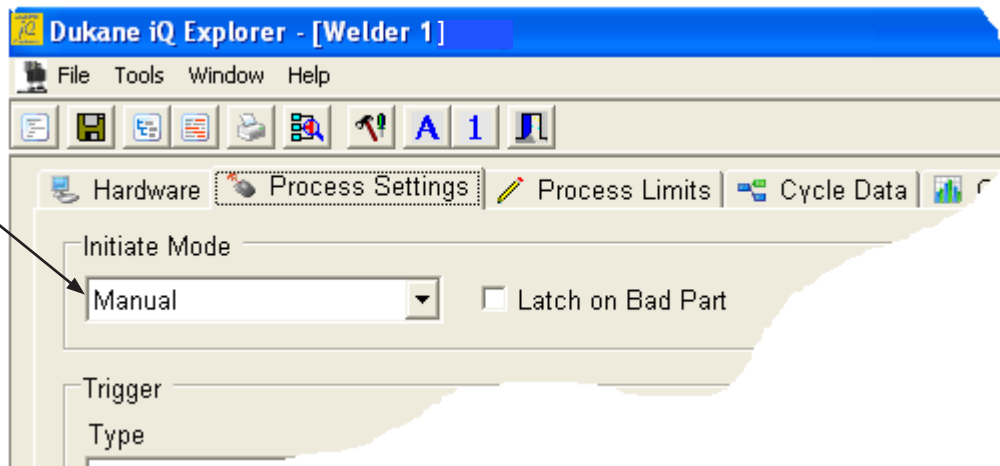 Dukane iQ Explorer - [Welder 1]
File Tools Window Help
A 1
Hardware Process Settings Process Limits Cycle Data
Initiate Mode
Manual Latch on Bad Part
Trigger
Type